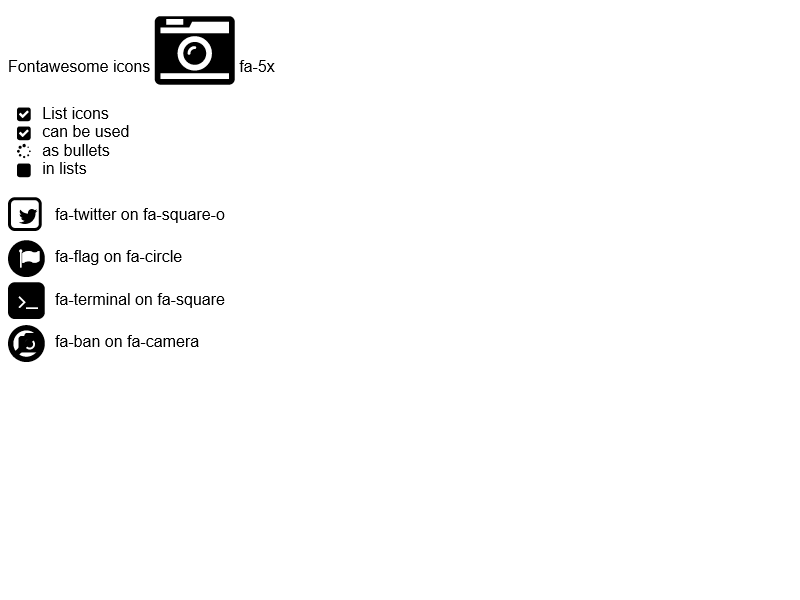 Fontawesome icons fa-5x
List icons
can be used
as bullets
in lists
fa-twitter on fa-square-o
fa-flag on fa-circle
fa-terminal on fa-square
fa-ban on fa-camera